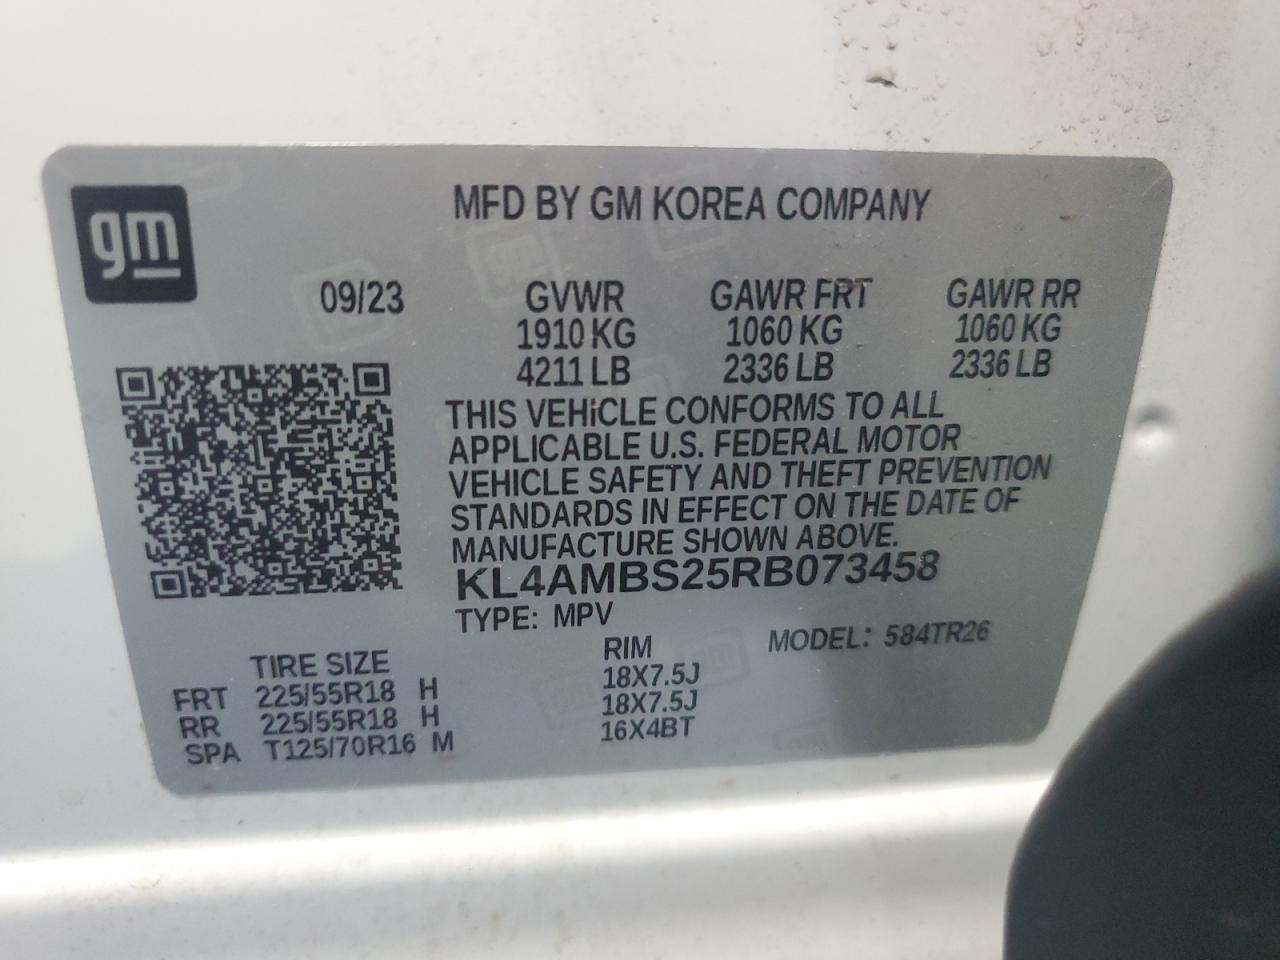 gm
MFD BY GM KOREA COMPANY
09/23 GVWR GAWR FRT GAWR RR
1910 KG 1060 KG 1060 KG
4211 LB 2336 LB 2336 LB
THIS VEHiCLE CONFORMS TO ALL
APPLICABLE U.S. FEDERAL MOTOR
VEHICLE SAFETY AND THEFT PREVENTION
STANDARDS IN EFFECT ON THE DATE OF
MANUFACTURE SHOWN ABOVE.
KL4AMBS25RB073458
TYPE: MPV
MODEL: 584TR26
TIRE SIZE RIM
FRT 225/55R18 H 18X7.5J
RR 225/55R18 H 18X7.5J
SPA T125/70R16 M 16X4BT